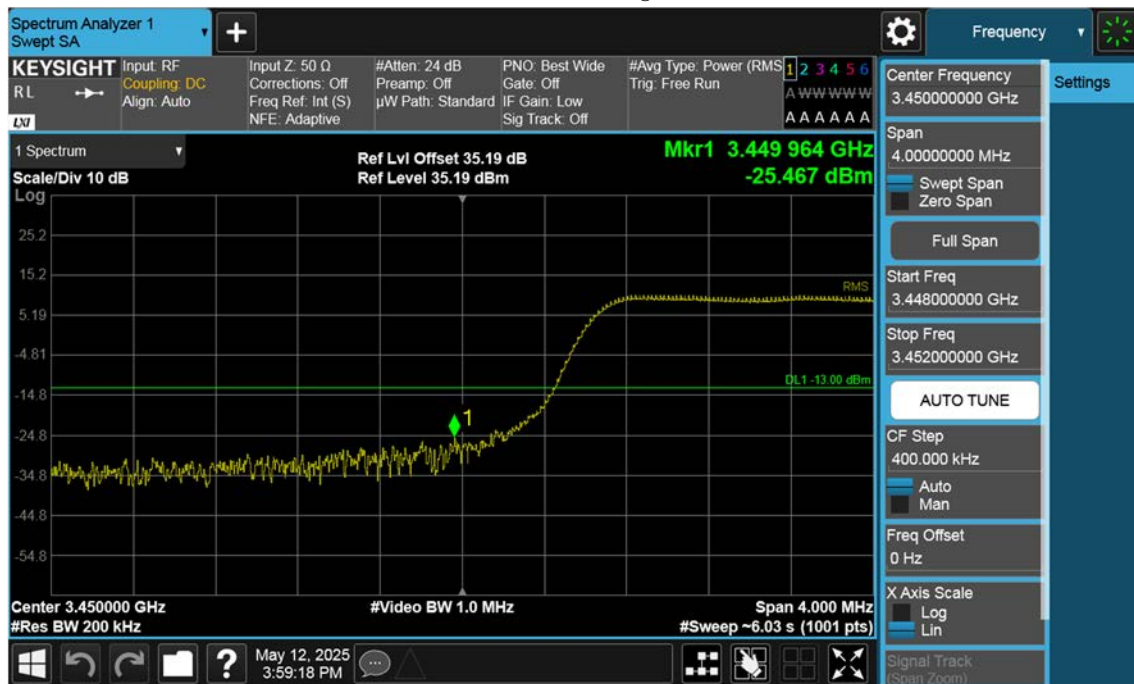 Spectrum Analyzer 1
Swept SA
+
Frequency
KEYSIGHT
RL
LXI
Input: RF
Coupling: DC
Align: Auto
Input Z: 50 Ω
Corrections: Off
Freq Ref: Int (S)
NFE: Adaptive
#Atten: 24 dB
Preamp: Off
µW Path: Standard
PNO: Best Wide
Gate: Off
IF Gain: Low
Sig Track: Off
#Avg Type: Power (RMS
Trig: Free Run
1 2 3 4 5 6
A W W W W W
A A A A A A
1 Spectrum
Scale/Div 10 dB
Log
Ref Lvl Offset 35.19 dB
Ref Level 35.19 dBm
Mkr1 3.449 964 GHz
-25.467 dBm
25.2
15.2
5.19
-4.81
-14.8
-24.8
-34.8
-44.8
-54.8
RMS
DL1 -13.00 dBm
1
Center 3.450000 GHz
#Res BW 200 kHz
#Video BW 1.0 MHz
Span 4.000 MHz
#Sweep ~6.03 s (1001 pts)
?
May 12, 2025
3:59:18 PM
Center Frequency
3.450000000 GHz
Span
4.00000000 MHz
Swept Span
Zero Span
Full Span
Start Freq
3.448000000 GHz
Stop Freq
3.452000000 GHz
AUTO TUNE
CF Step
400.000 kHz
Auto
Man
Freq Offset
0 Hz
X Axis Scale
Log
Lin
Signal Track
(Span Zoom)
Settings